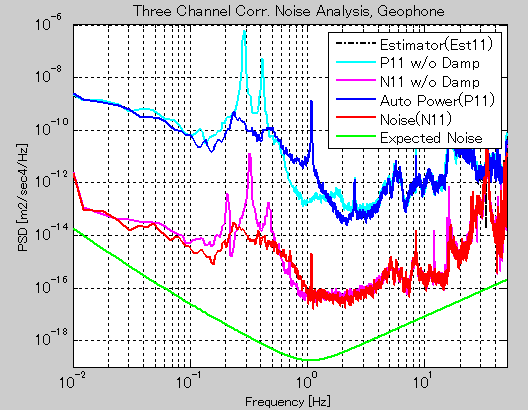 Three Channel Corr. Noise Analysis, Geophone
10^-6
10^-8
10^-10
10^-12
10^-14
10^-16
10^-18
PSD [m2/sec4/Hz]
Estimator(Est11)
P11 w/o Damp
N11 w/o Damp
Auto Power(P11)
Noise(N11)
Expected Noise
10^-2 10^-1 10^0 10^1
Frequency [Hz]